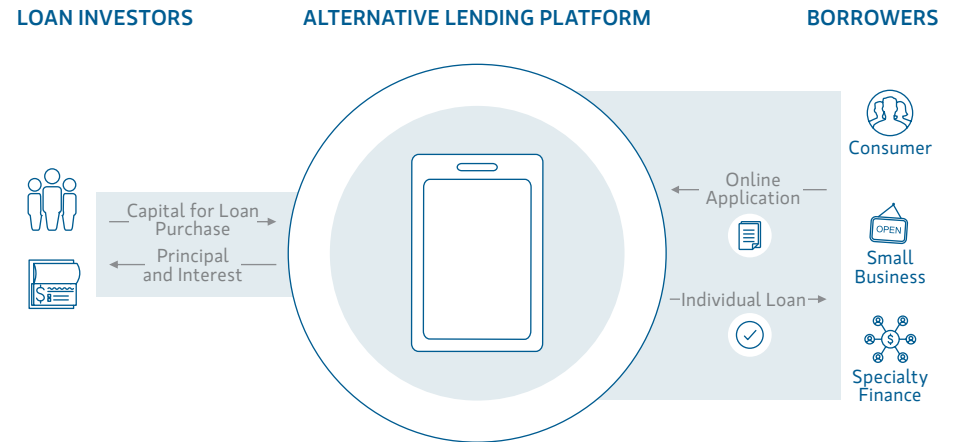 LOAN INVESTORS
ALTERNATIVE LENDING PLATFORM
BORROWERS
Capital for Loan
Purchase
Principal
and Interest
Online
Application
Individual Loan
Consumer
OPEN
Small
Business
$
Specialty
Finance
$